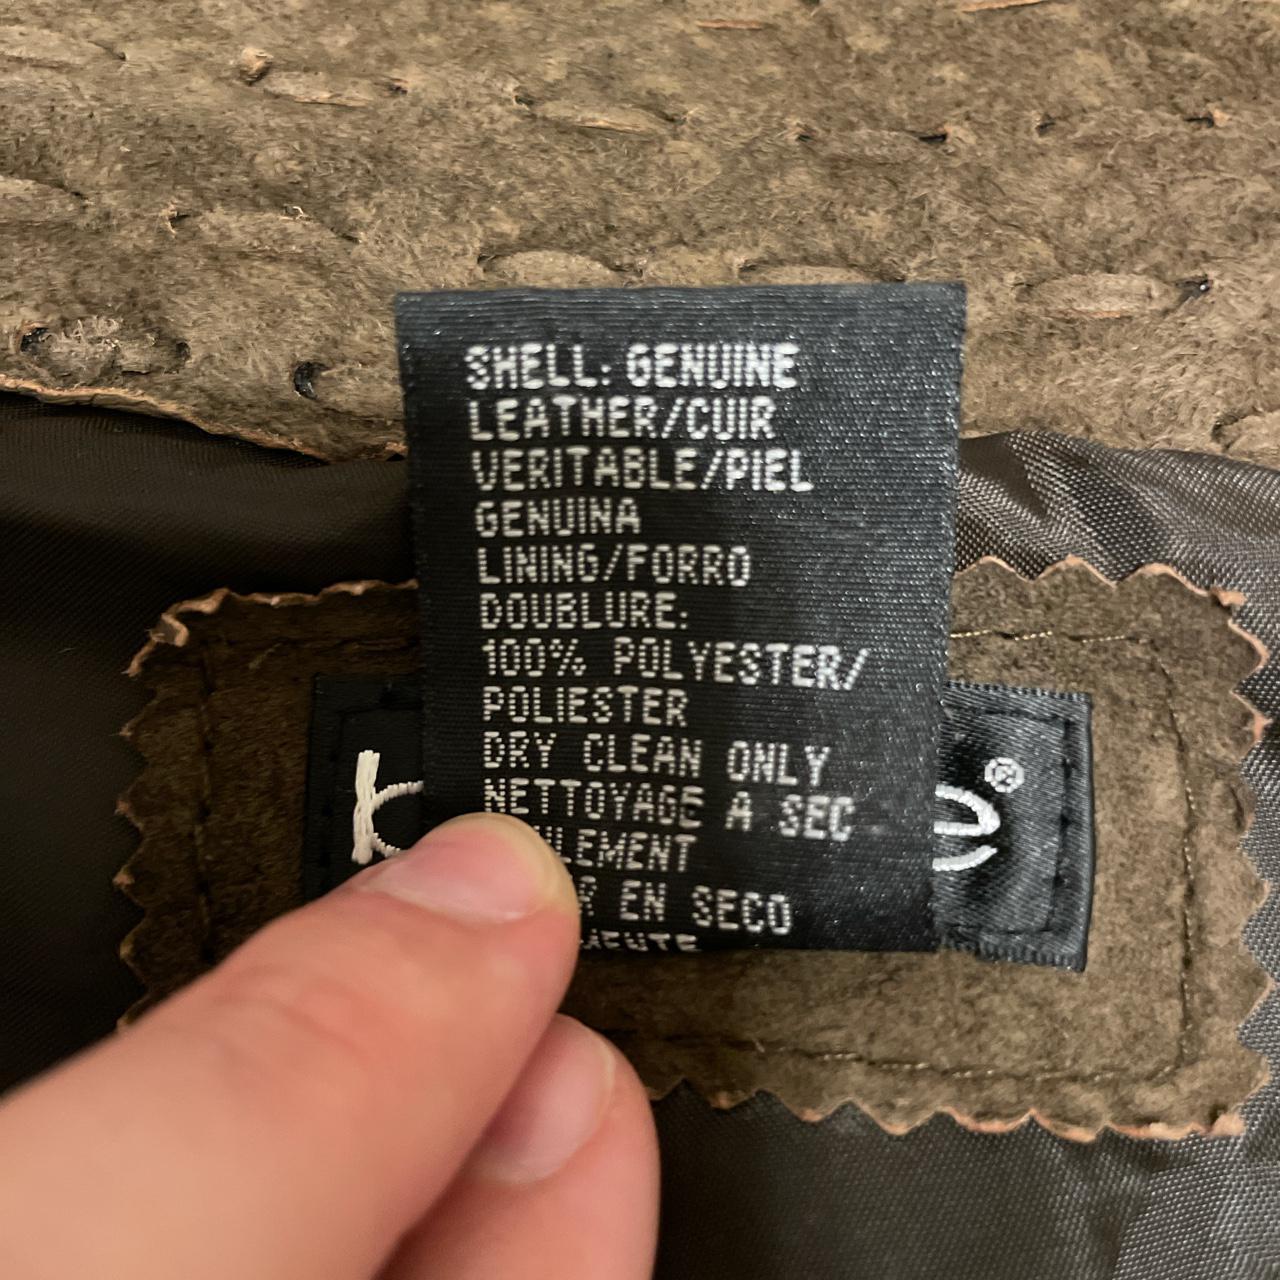 SHELL: GENUINE
LEATHER/CUIR
VERITABLE/PIEL
GENUINA
LINING/FORRO
DOUBLURE:
100% POLYESTER/
POLIESTER
DRY CLEAN ONLY
NETTOYAGE A SEC
EN SECO
®